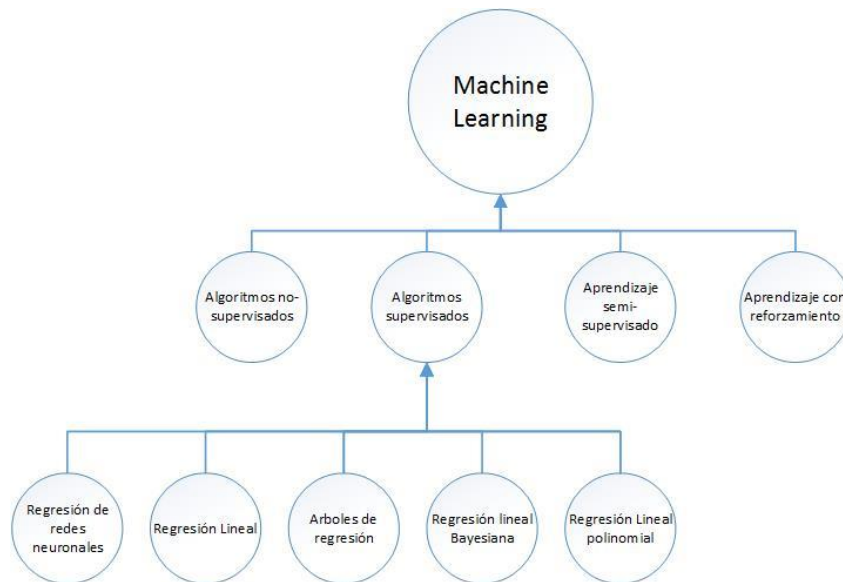 Machine
Learning
Algoritmos no-
supervisados
Algoritmos
supervisados
Aprendizaje
semi-
supervisado
Aprendizaje con
reforzamiento
Regresión de
redes
neuronales
Regresión Lineal
Arboles de
regresión
Regresión lineal
Bayesiana
Regresión Lineal
polinomial